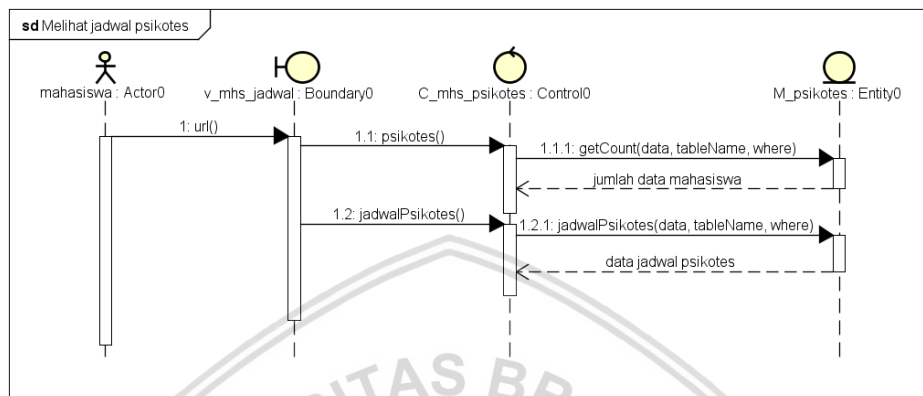 sd Melihat jadwal psikotes
mahasiswa : Actor0
v_mhs_jadwal : Boundary0
C_mhs_psikotes : Control0
M_psikotes : Entity0
1: url()
1.1: psikotes()
1.1.1: getCount(data, tableName, where)
jumlah data mahasiswa
1.2: jadwalPsikotes()
1.2.1: jadwalPsikotes(data, tableName, where)
data jadwal psikotes